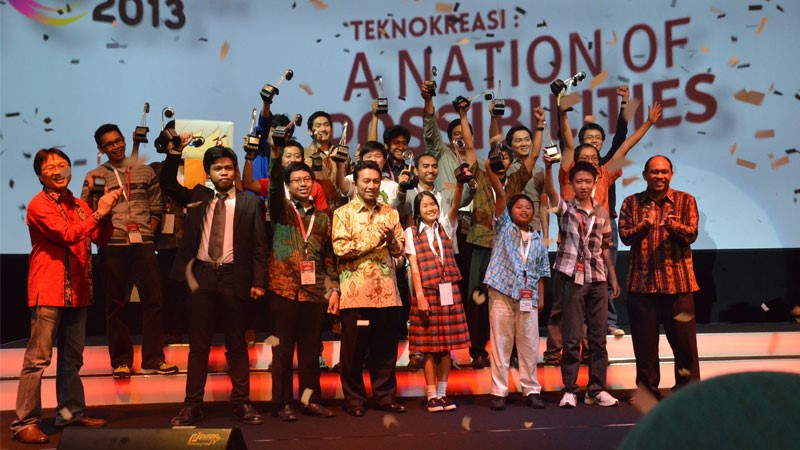 2013
TEKNOKREASI :
A NATION OF
POSSIBILITIES